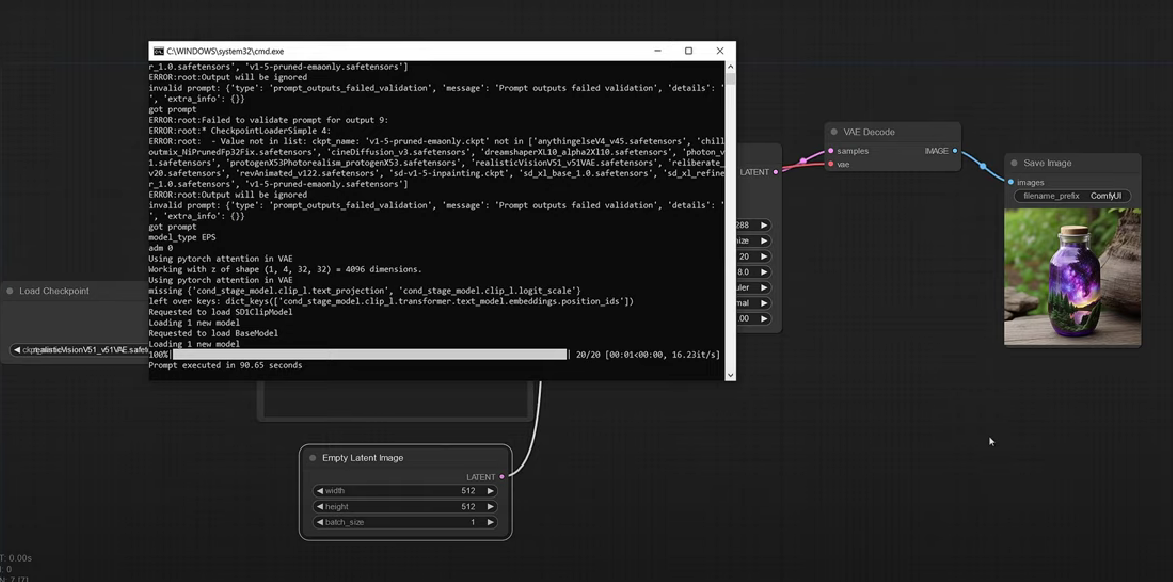 C:\WINDOWS\system32\cmd.exe
r_1.0.safetensors", "v1-5-pruned-emaonly.safetensors']
ERROR:root:Output will be ignored
invalid prompt: {'type': 'prompt_outputs_failed_validation', 'message': 'Prompt outputs failed validation', 'details': '
', 'extra_info': {}}
got prompt
ERROR:root:Failed to validate prompt for output 9:
ERROR:root:* CheckpointLoaderSimple 4:
ERROR:root:  - Value not in list: ckpt_name: 'v1-5-pruned-emaonly.ckpt' not in ['anythingelseV4_v45.safetensors', 'chill
outmix_NiPrunedFp32Fix.safetensors', 'cineDiffusion_v3.safetensors', 'dreamshaperXL10_alpha2Xl10.safetensors', 'photon_v
1.safetensors', 'protogenX53Photorealism_protogenX53.safetensors', 'realisticVisionV51_v51VAE.safetensors', 'reliberate_
v20.safetensors', 'revAnimated_v122.safetensors', "sd-v1-5-inpainting.ckpt', 'sd_xl_base_1.0.safetensors', 'sd_xl_refine
r_1.0.safetensors', "v1-5-pruned-emaonly.safetensors']
ERROR:root:Output will be ignored
invalid prompt: {'type': 'prompt_outputs_failed_validation', 'message': 'Prompt outputs failed validation', 'details': '
', 'extra_info': {}}
got prompt
model_type EPS
adm 0
Using pytorch attention in VAE
Working with z of shape (1, 4, 32, 32) = 4096 dimensions.
Using pytorch attention in VAE
missing {'cond_stage_model.clip_l.text_projection', 'cond_stage_model.clip_l.logit_scale'}
left over keys: dict_keys(['cond_stage_model.clip_l.transformer.text_model.embeddings.position_ids'])
Requested to load SD1ClipModel
Loading 1 new model
Requested to load BaseModel
Loading 1 new model
100%| | 20/20 [00:01<00:00, 16.23it/s]
Prompt executed in 90.65 seconds
Load Checkpoint
realisticVisionV51_v51VAE.safet
LATENT
288
nize
20
8.0
uler
mal
.00
VAE Decode
samples IMAGE
vae
Save Image
images
filename_prefix ComfyUI
Empty Latent Image
LATENT
width 512
height 512
batch_size 1
T: 0.00s
I: 0